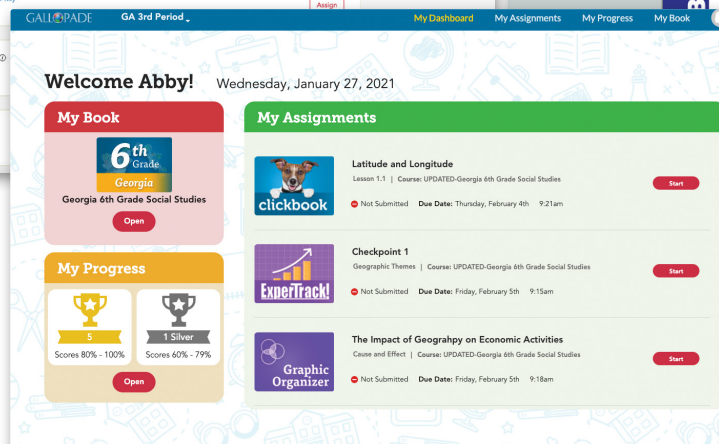 Assign
GALLOPADE
GA 3rd Period
My Dashboard
My Assignments
My Progress
My Book
Welcome Abby!
Wednesday, January 27, 2021
My Book
6th
Grade
Georgia
Georgia 6th Grade Social Studies
Open
My Progress
5
Scores 80% - 100%
1 Silver
Scores 60% - 79%
Open
My Assignments
clickbook
Latitude and Longitude
Lesson 1.1 | Course: UPDATED-Georgia 6th Grade Social Studies
Not Submitted Due Date: Thursday, February 4th 9:21am
Start
ExperTrack!
Checkpoint 1
Geographic Themes | Course: UPDATED-Georgia 6th Grade Social Studies
Not Submitted Due Date: Friday, February 5th 9:15am
Start
Graphic
Organizer
The Impact of Geograhpy on Economic Activities
Cause and Effect | Course: UPDATED-Georgia 6th Grade Social Studies
Not Submitted Due Date: Friday, February 5th 9:18am
Start